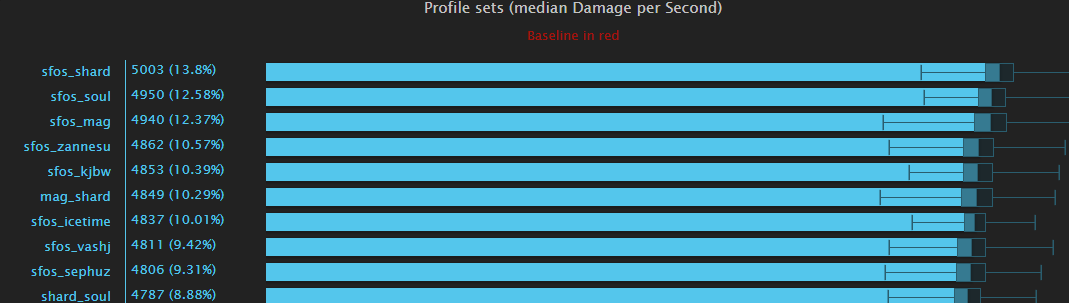 Profile sets (median Damage per Second)
Baseline in red
sfos_shard 5003 (13.8%)
sfos_soul 4950 (12.58%)
sfos_mag 4940 (12.37%)
sfos_zannesu 4862 (10.57%)
sfos_kjbw 4853 (10.39%)
mag_shard 4849 (10.29%)
sfos_icetime 4837 (10.01%)
sfos_vashj 4811 (9.42%)
sfos_sephuz 4806 (9.31%)
shard_soul 4787 (8.88%)